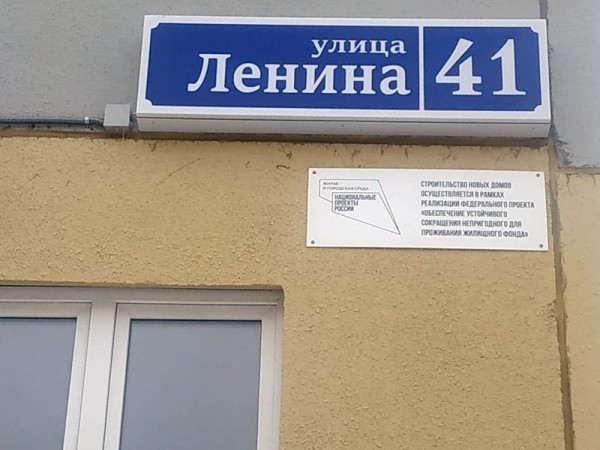 улица
Ленина 41
ЖИЛЬЕ
И ГОРОДСКАЯ СРЕДА
НАЦИОНАЛЬНЫЕ
ПРОЕКТЫ
РОССИИ
СТРОИТЕЛЬСТВО НОВЫХ ДОМОВ
ОСУЩЕСТВЛЯЕТСЯ В РАМКАХ
РЕАЛИЗАЦИИ ФЕДЕРАЛЬНОГО ПРОЕКТА
«ОБЕСПЕЧЕНИЕ УСТОЙЧИВОГО
СОКРАЩЕНИЯ НЕПРИГОДНОГО ДЛЯ
ПРОЖИВАНИЯ ЖИЛИЩНОГО ФОНДА»